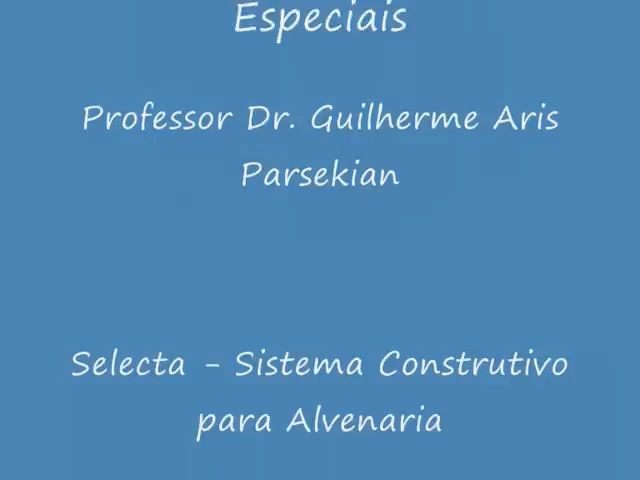 Especiais
Professor Dr. Guilherme Aris
Parsekian
Selecta - Sistema Construtivo
para Alvenaria